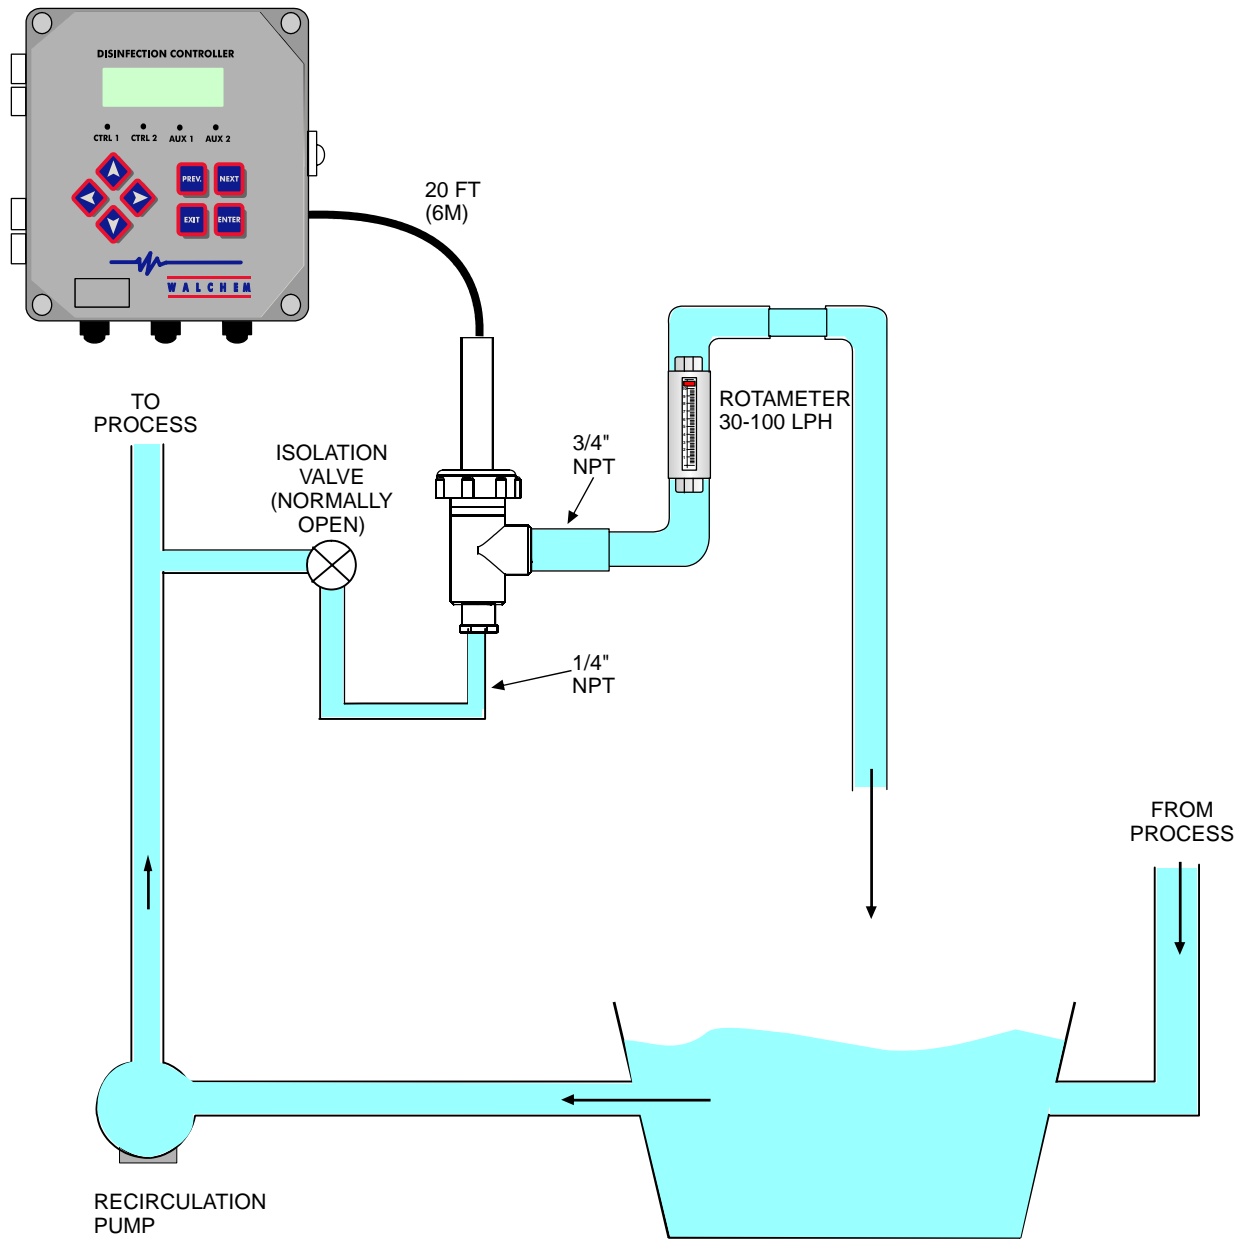 DISINFECTION CONTROLLER
CTRL 1 CTRL 2 AUX 1 AUX 2
PREV. NEXT
EXIT ENTER
WALCHEM
20 FT
(6M)
TO
PROCESS
ISOLATION
VALVE
(NORMALLY
OPEN)
3/4"
NPT
ROTAMETER
30-100 LPH
1/4"
NPT
FROM
PROCESS
RECIRCULATION
PUMP